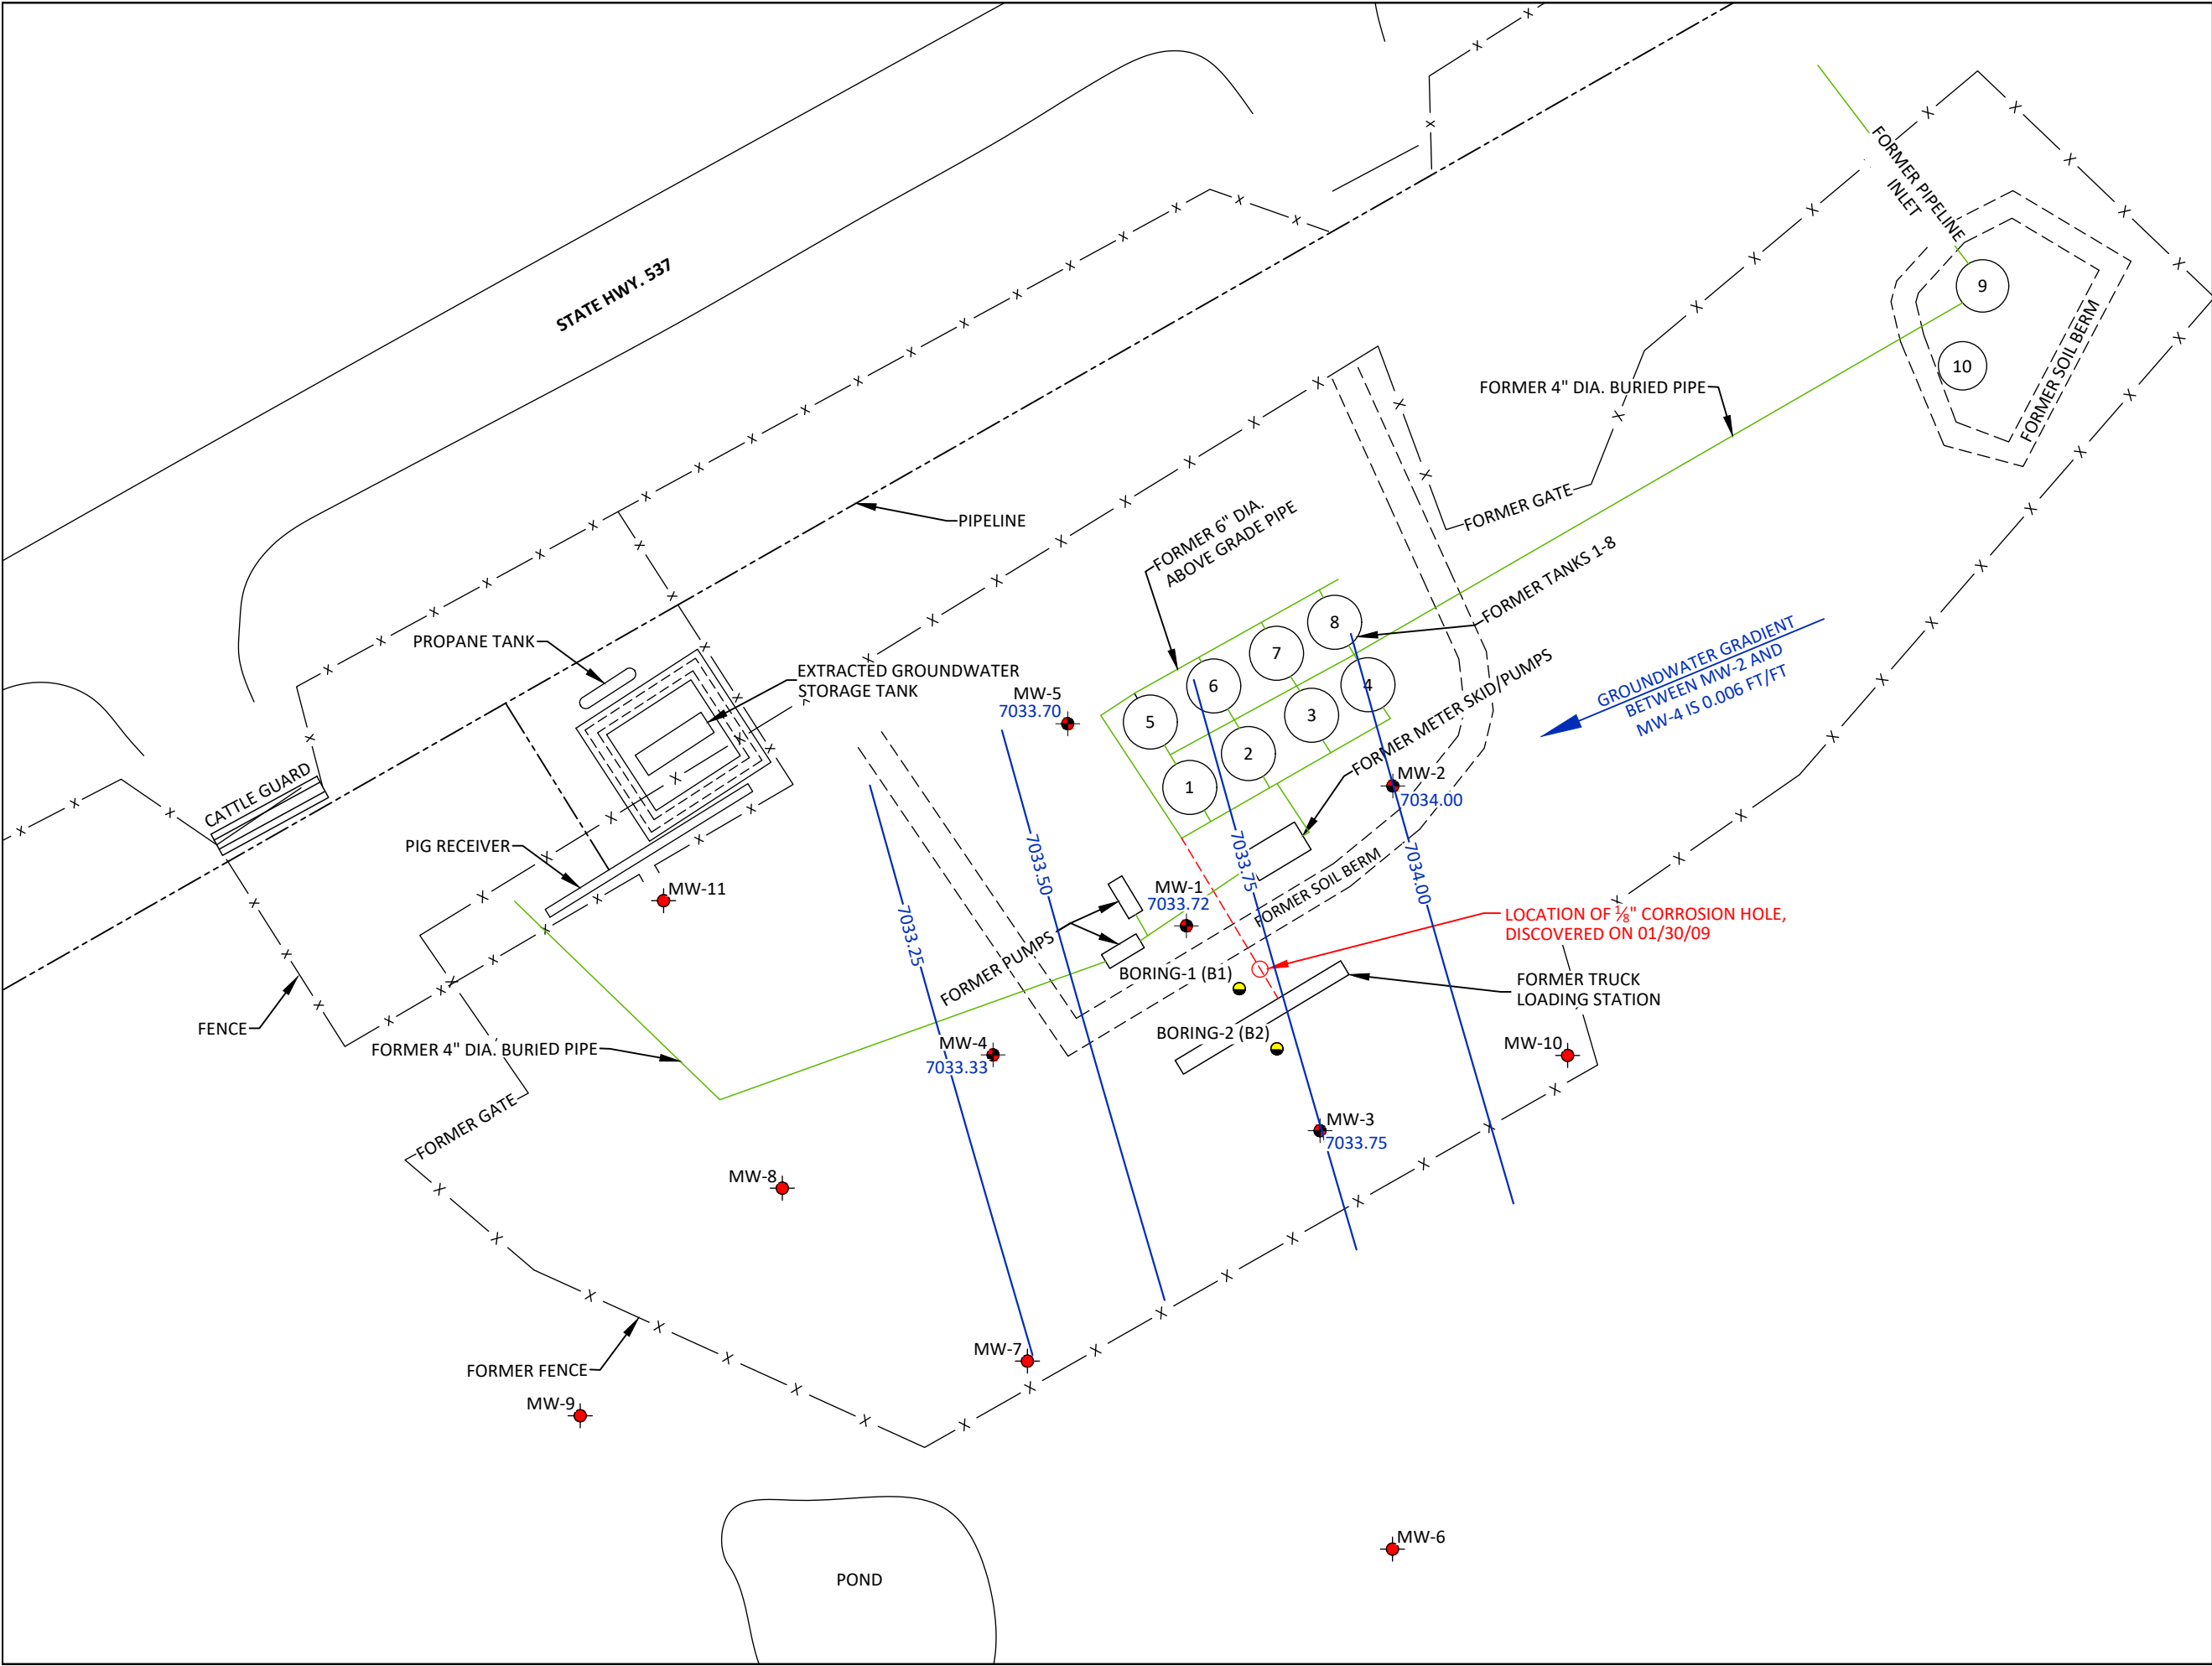 STATE HWY. 537
FORMER PIPELINE
INLET
9
10
FORMER SOIL BERM
FORMER 4" DIA. BURIED PIPE
FORMER GATE
PIPELINE
FORMER 6" DIA.
ABOVE GRADE PIPE
FORMER TANKS 1-8
8
7
6
5
4
3
2
1
PROPANE TANK
EXTRACTED GROUNDWATER
STORAGE TANK
MW-5
7033.70
FORMER METER SKID/PUMPS
GROUNDWATER GRADIENT
BETWEEN MW-2 AND
MW-4 IS 0.006 FT/FT
MW-2
7034.00
CATTLE GUARD
PIG RECEIVER
MW-11
7033.25
7033.50
7033.75
7034.00
MW-1
7033.72
FORMER SOIL BERM
LOCATION OF ⅛" CORROSION HOLE,
DISCOVERED ON 01/30/09
FORMER PUMPS
BORING-1 (B1)
FORMER TRUCK
LOADING STATION
FENCE
FORMER 4" DIA. BURIED PIPE
MW-4
7033.33
BORING-2 (B2)
MW-10
FORMER GATE
MW-3
7033.75
MW-8
MW-7
FORMER FENCE
MW-9
MW-6
POND